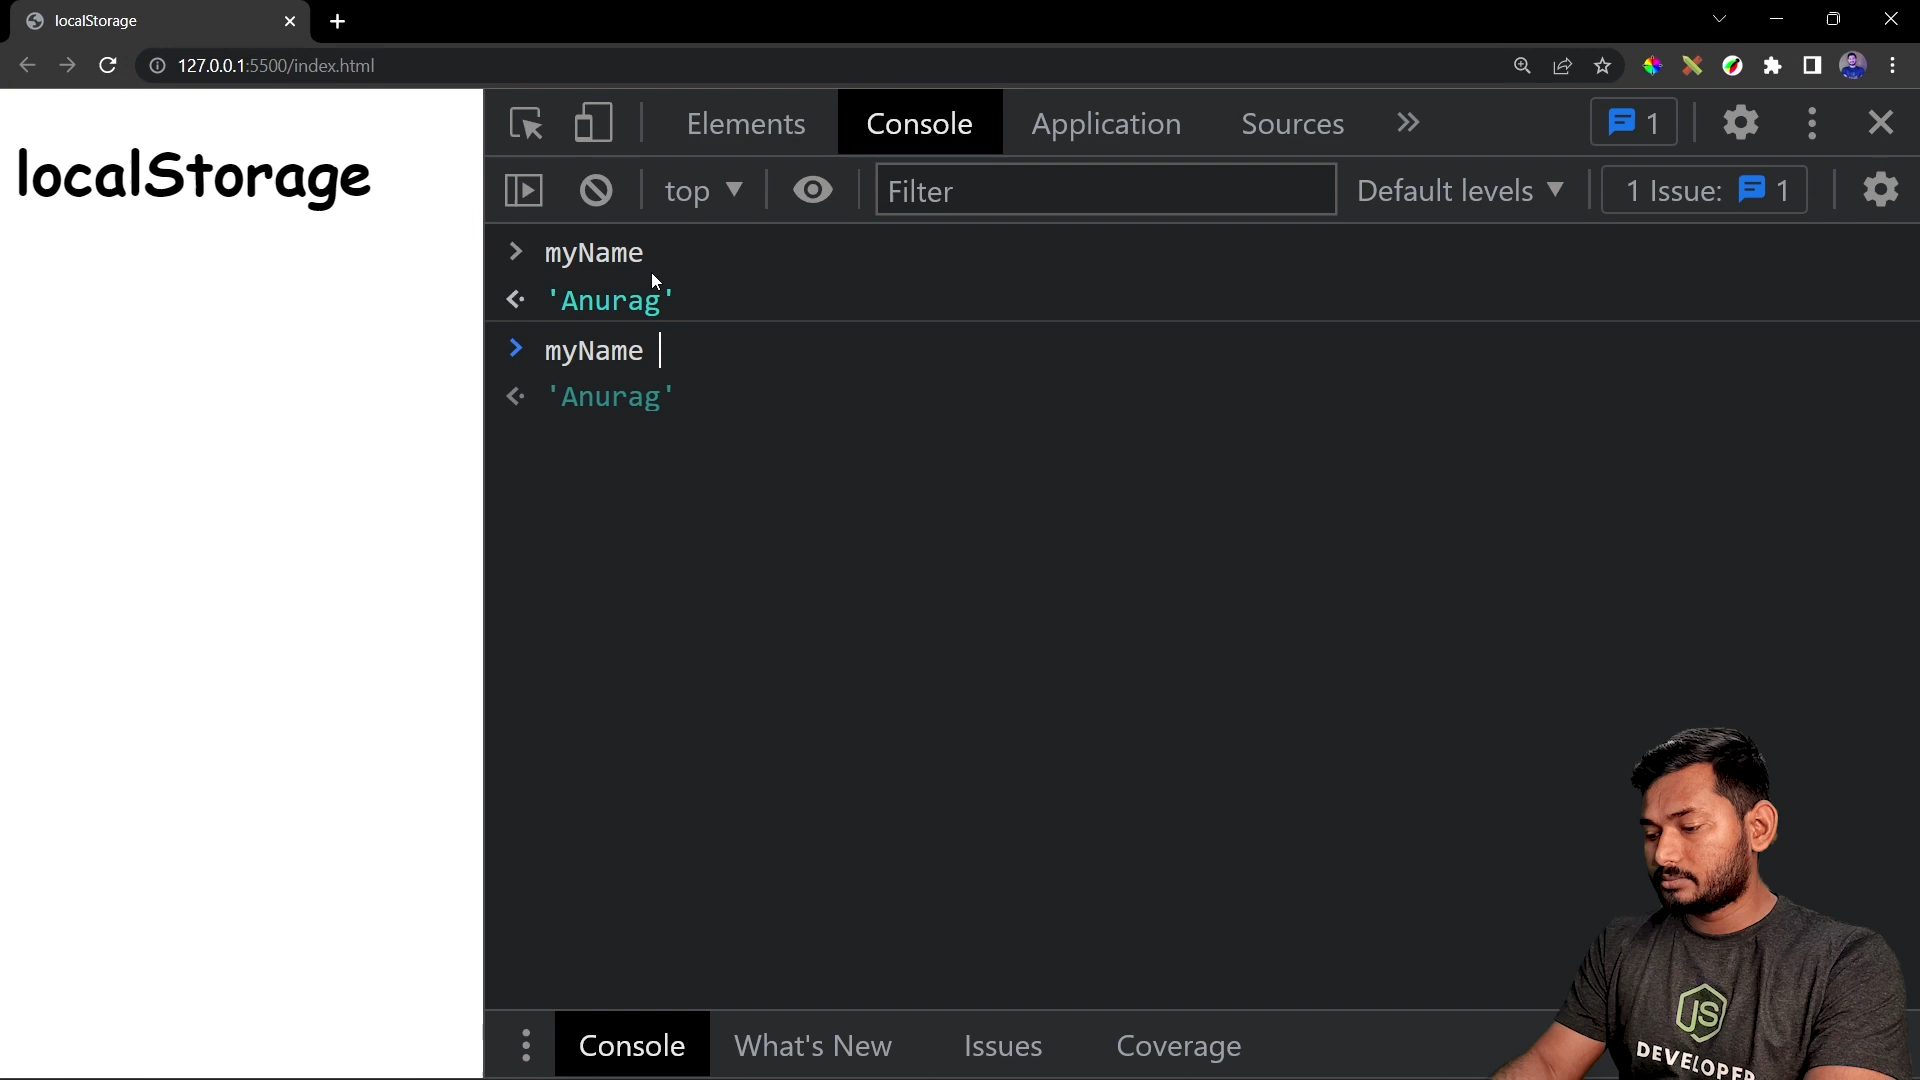 localStorage
127.0.0.1:5500/index.html
localStorage
Elements Console Application Sources 1
top Filter Default levels 1 Issue: 1
> myName
'Anurag'
> myName
'Anurag'
Console What's New Issues Coverage
JS
DEVELOPER